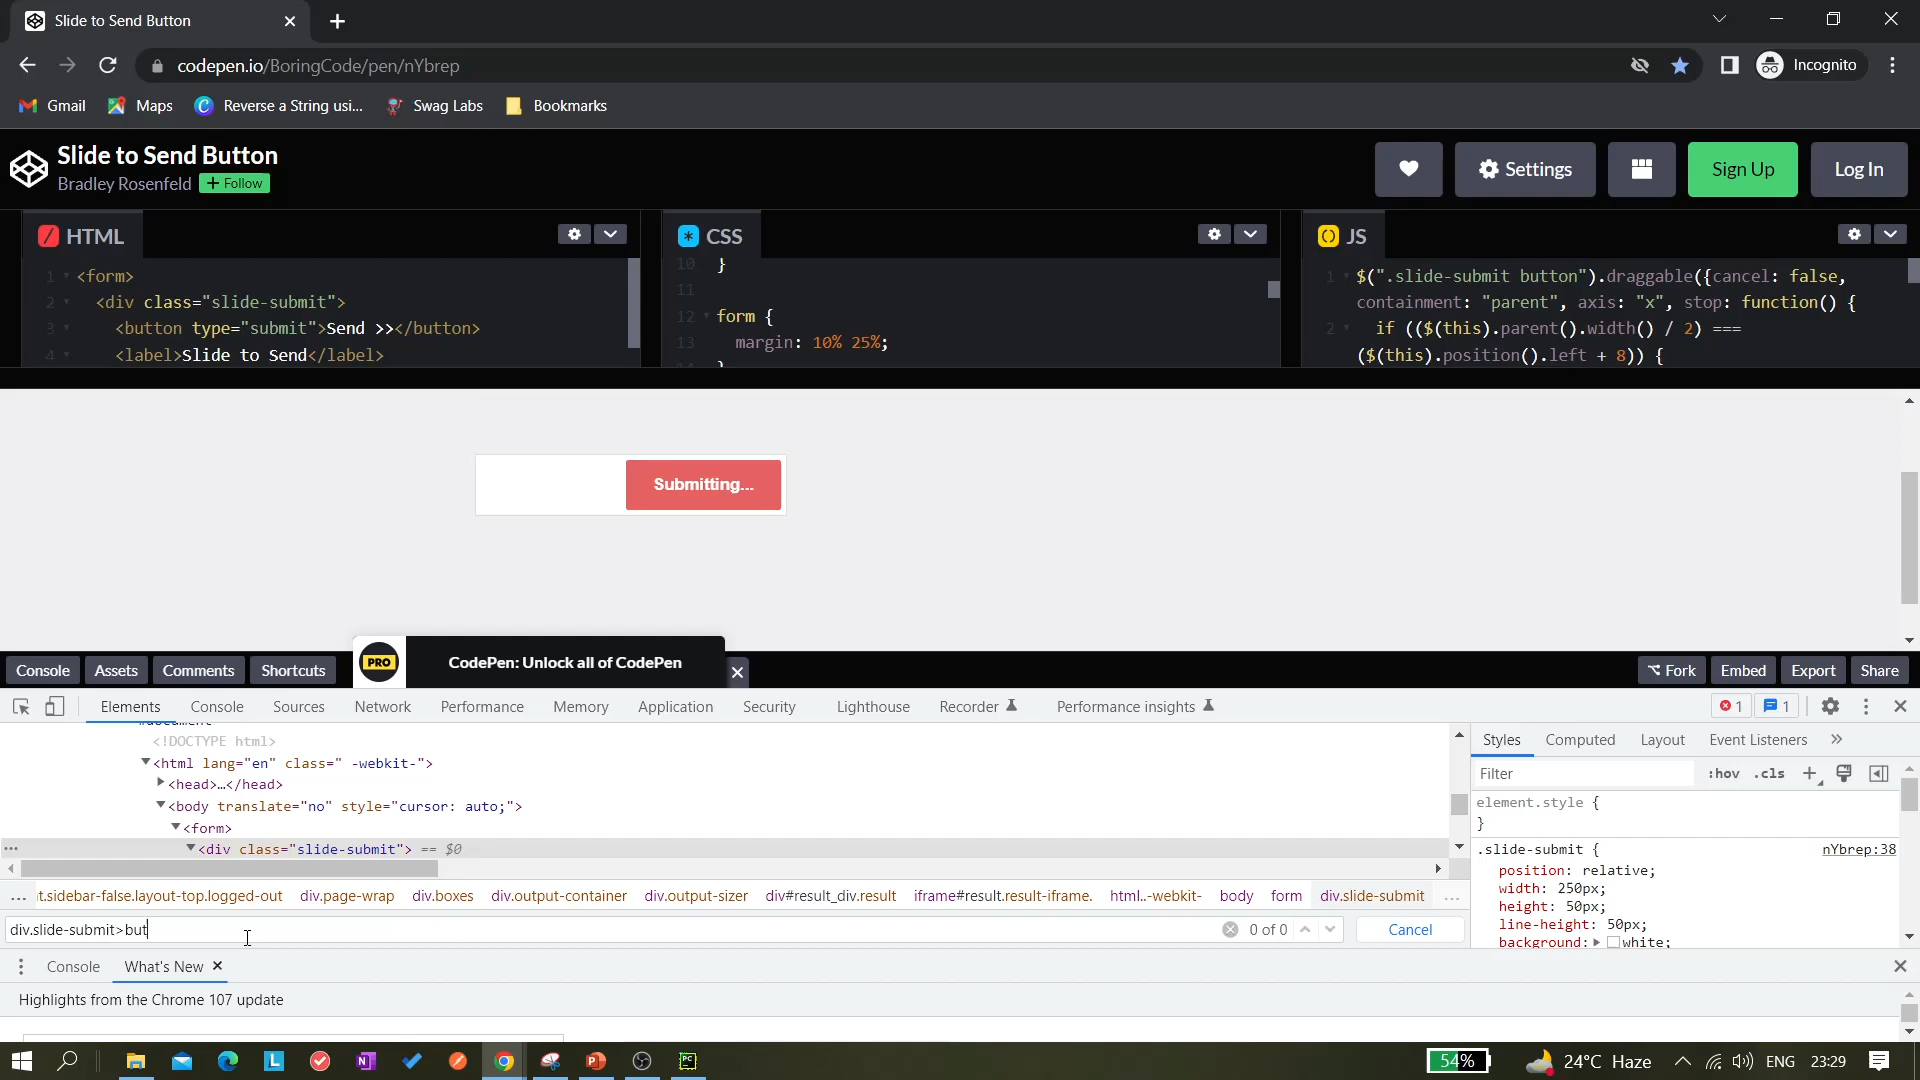 Slide to Send Button
codepen.io/BoringCode/pen/nYbrep
Incognito
Gmail
Maps
Reverse a String usi...
Swag Labs
Bookmarks
Slide to Send Button
Bradley Rosenfeld
+ Follow
Settings
Sign Up
Log In
HTML
1 <form>
2 <div class="slide-submit">
3 <button type="submit">Send >></button>
4 <label>Slide to Send</label>
CSS
10 }
11
12 form {
13 margin: 10% 25%;
JS
1 $(".slide-submit button").draggable({cancel: false,
containment: "parent", axis: "x", stop: function() {
2 if (($(this).parent().width() / 2) ===
($(this).position().left + 8)) {
Submitting...
Console
Assets
Comments
Shortcuts
PRO
CodePen: Unlock all of CodePen
Fork
Embed
Export
Share
Elements
Console
Sources
Network
Performance
Memory
Application
Security
Lighthouse
Recorder
Performance insights
1
1
#document
<!DOCTYPE html>
<html lang="en" class=" -webkit-">
<head>…</head>
<body translate="no" style="cursor: auto;">
<form>
<div class="slide-submit"> == $0
... t.sidebar-false.layout-top.logged-out div.page-wrap div.boxes div.output-container div.output-sizer div#result_div.result iframe#result.result-iframe. html..-webkit- body form div.slide-submit ...
div.slide-submit>but
0 of 0
Cancel
Styles
Computed
Layout
Event Listeners
Filter
:hov .cls
element.style {
}
.slide-submit {
nYbrep:38
position: relative;
width: 250px;
height: 50px;
line-height: 50px;
background: white;
Console
What's New
Highlights from the Chrome 107 update
54%
24°C Haze
ENG
23:29